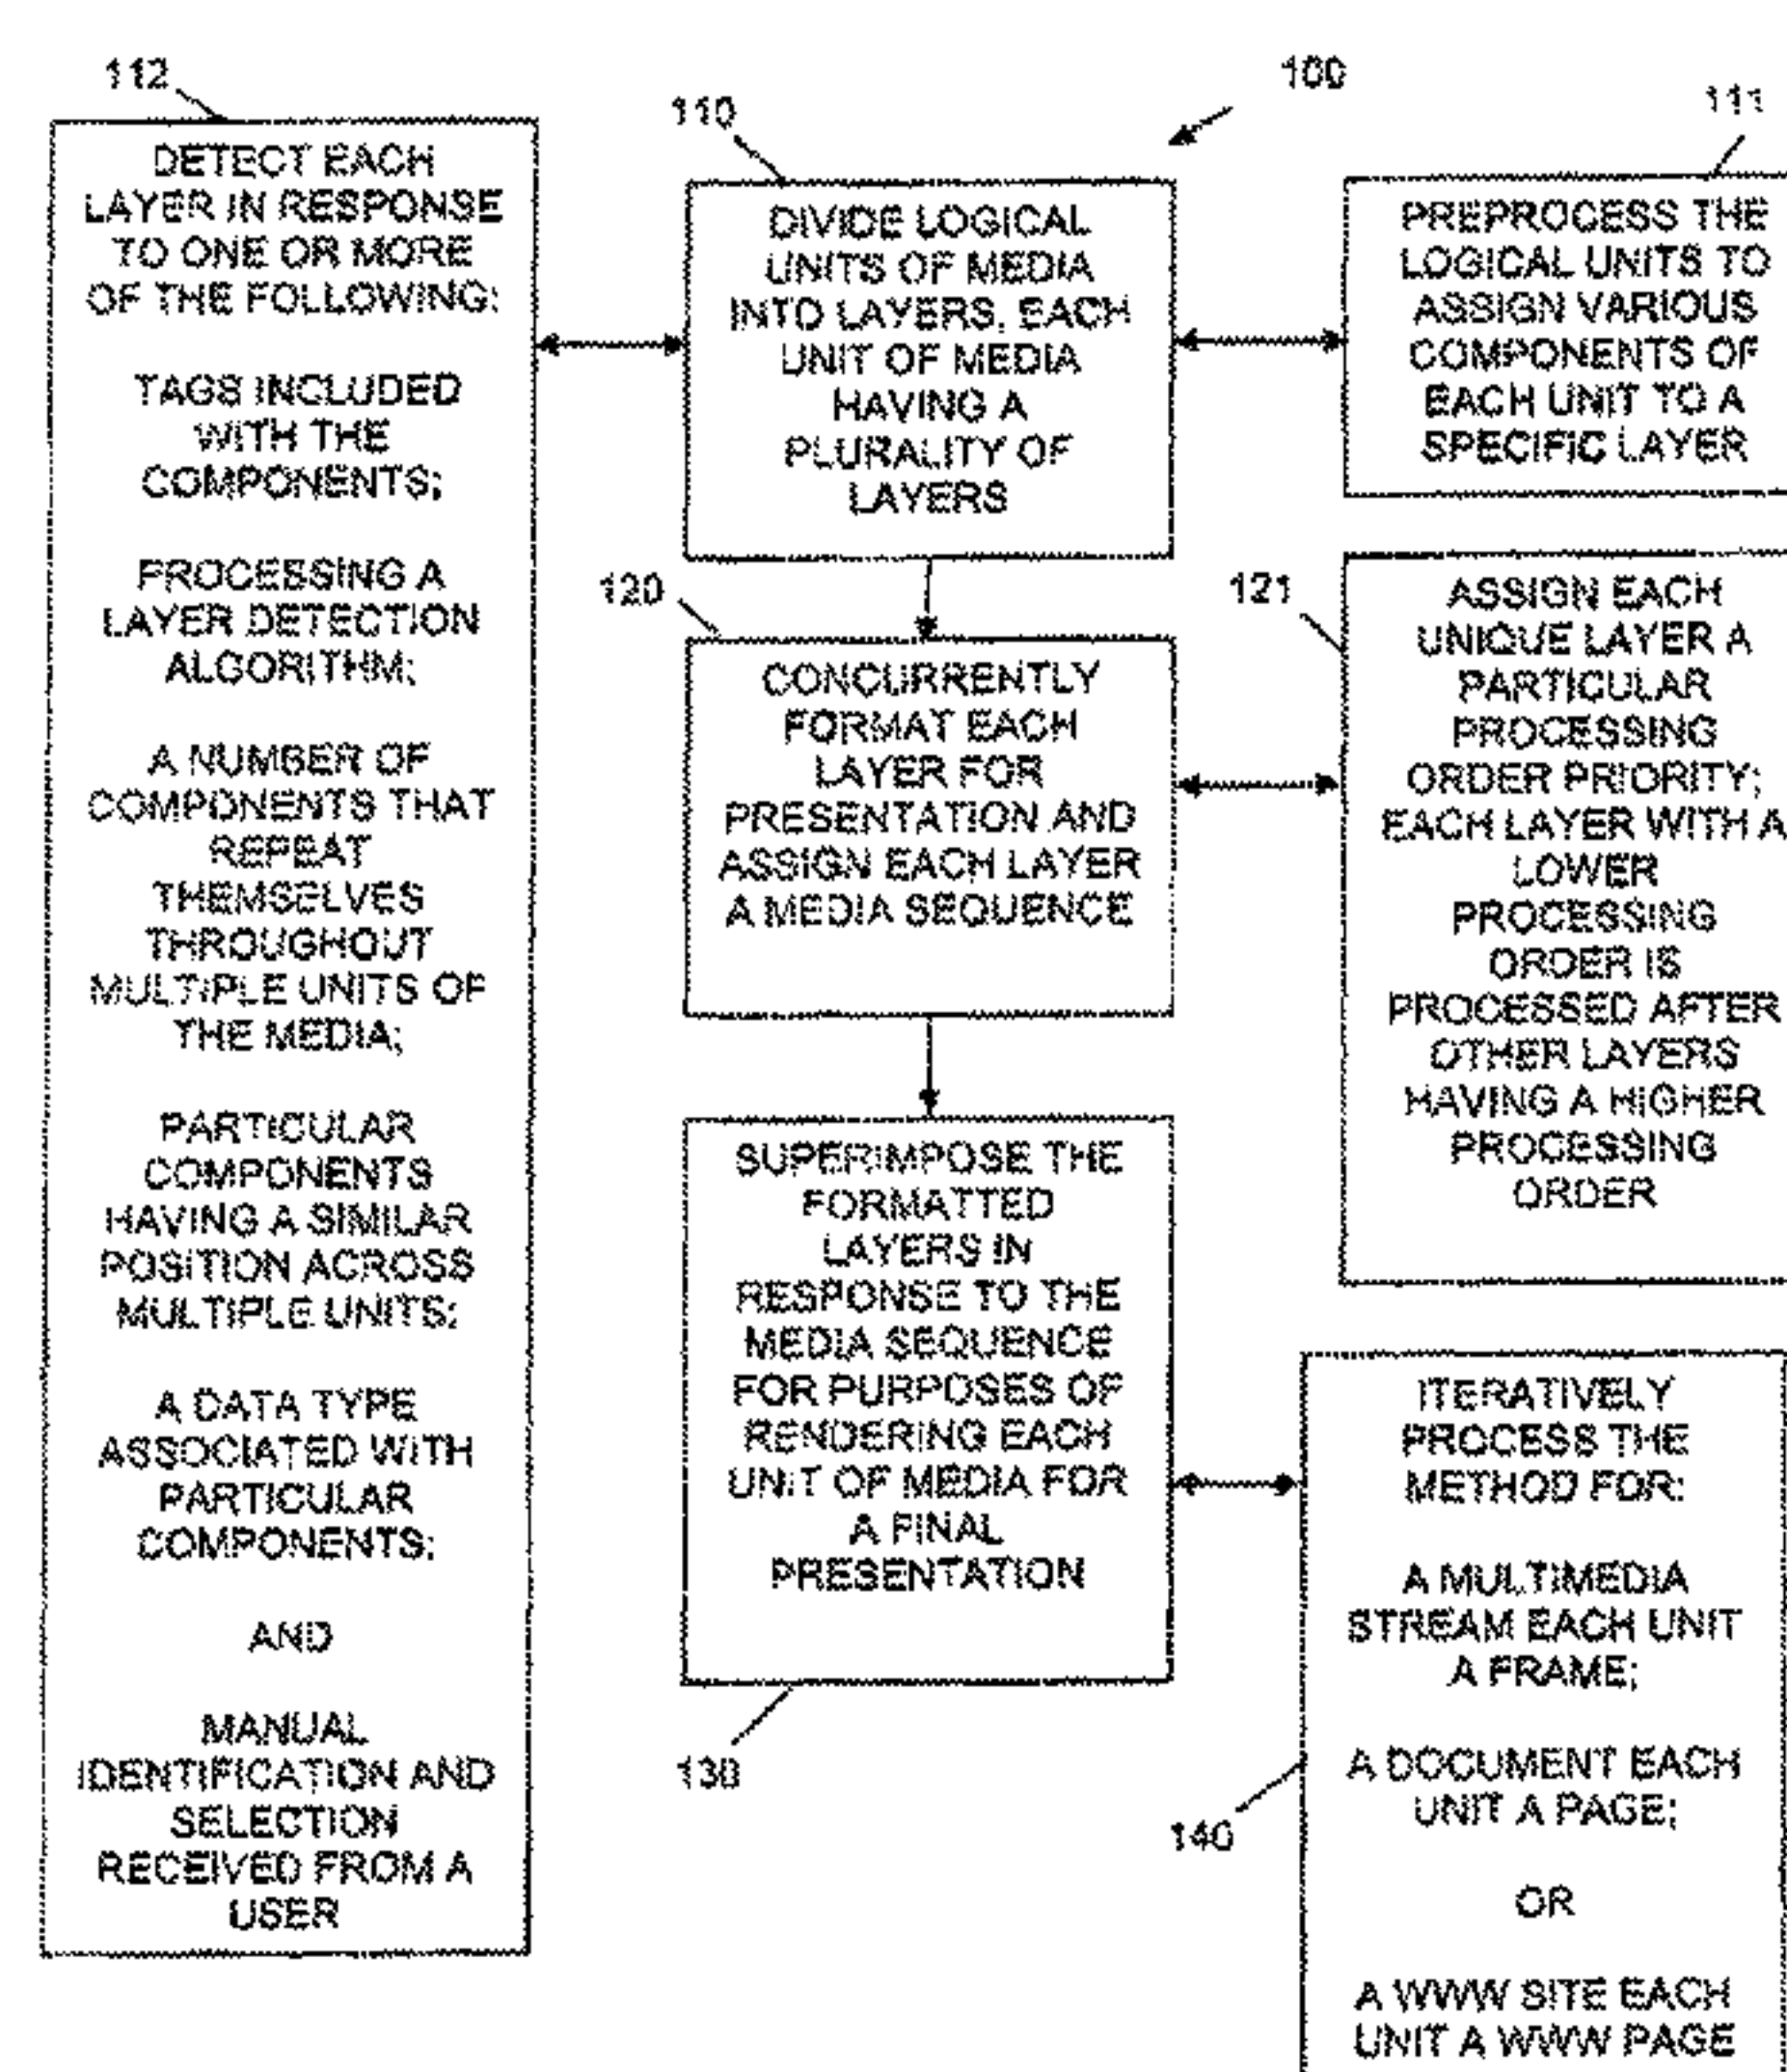 112
DETECT EACH
LAYER IN RESPONSE
TO ONE OR MORE
OF THE FOLLOWING:
TAGS INCLUDED
WITH THE
COMPONENTS;
PROCESSING A
LAYER DETECTION
ALGORITHM;
A NUMBER OF
COMPONENTS THAT
REPEAT
THEMSELVES
THROUGHOUT
MULTIPLE UNITS OF
THE MEDIA;
PARTICULAR
COMPONENTS
HAVING A SIMILAR
POSITION ACROSS
MULTIPLE UNITS;
A DATA TYPE
ASSOCIATED WITH
PARTICULAR
COMPONENTS;
AND
MANUAL
IDENTIFICATION AND
SELECTION
RECEIVED FROM A
USER
100
110
DIVIDE LOGICAL
UNITS OF MEDIA
INTO LAYERS, EACH
UNIT OF MEDIA
HAVING A
PLURALITY OF
LAYERS
111
PREPROCESS THE
LOGICAL UNITS TO
ASSIGN VARIOUS
COMPONENTS OF
EACH UNIT TO A
SPECIFIC LAYER
120
CONCURRENTLY
FORMAT EACH
LAYER FOR
PRESENTATION AND
ASSIGN EACH LAYER
A MEDIA SEQUENCE
121
ASSIGN EACH
UNIQUE LAYER A
PARTICULAR
PROCESSING
ORDER PRIORITY;
EACH LAYER WITH A
LOWER
PROCESSING
ORDER IS
PROCESSED AFTER
OTHER LAYERS
HAVING A HIGHER
PROCESSING
ORDER
SUPERIMPOSE THE
FORMATTED
LAYERS IN
RESPONSE TO THE
MEDIA SEQUENCE
FOR PURPOSES OF
RENDERING EACH
UNIT OF MEDIA FOR
A FINAL
PRESENTATION
130
ITERATIVELY
PROCESS THE
METHOD FOR:
A MULTIMEDIA
STREAM EACH UNIT
A FRAME;
A DOCUMENT EACH
UNIT A PAGE;
OR
A WWW SITE EACH
UNIT A WWW PAGE
140